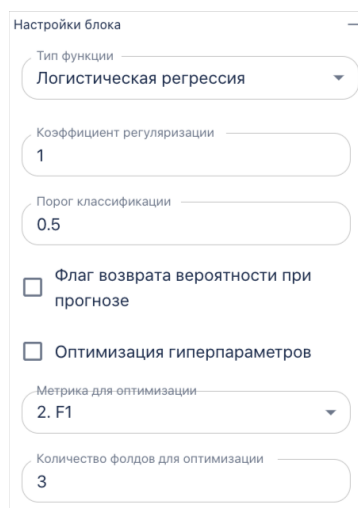 Настройки блока
Тип функции
Логистическая регрессия
Коэффициент регуляризации
1
Порог классификации
0.5
Флаг возврата вероятности при
прогнозе
Оптимизация гиперпараметров
Метрика для оптимизации
2. F1
Количество фолдов для оптимизации
3